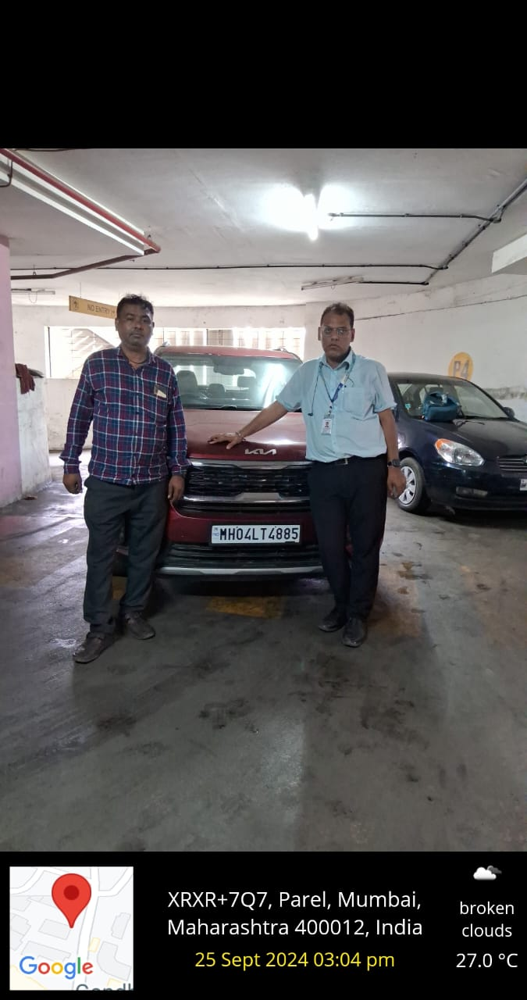 NO ENTRY
P4
KIA
IND
MH04LT4885
Google
XRXR+7Q7, Parel, Mumbai,
Maharashtra 400012, India
25 Sept 2024 03:04 pm
broken
clouds
27.0 °C